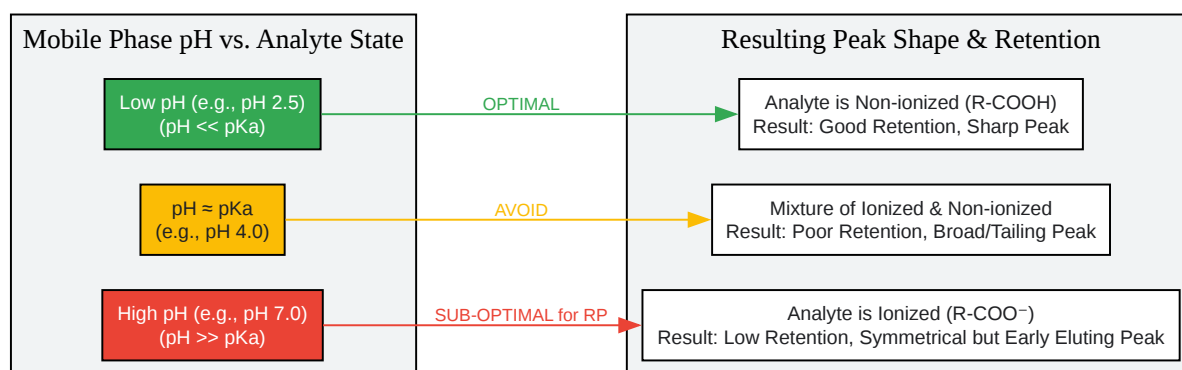 Mobile Phase pH vs. Analyte State
Low pH (e.g., pH 2.5)
(pH << pKa)
pH ≈ pKa
(e.g., pH 4.0)
High pH (e.g., pH 7.0)
(pH >> pKa)
OPTIMAL
AVOID
SUB-OPTIMAL for RP
Resulting Peak Shape & Retention
Analyte is Non-ionized (R-COOH)
Result: Good Retention, Sharp Peak
Mixture of Ionized & Non-ionized
Result: Poor Retention, Broad/Tailing Peak
Analyte is Ionized (R-COO⁻)
Result: Low Retention, Symmetrical but Early Eluting Peak